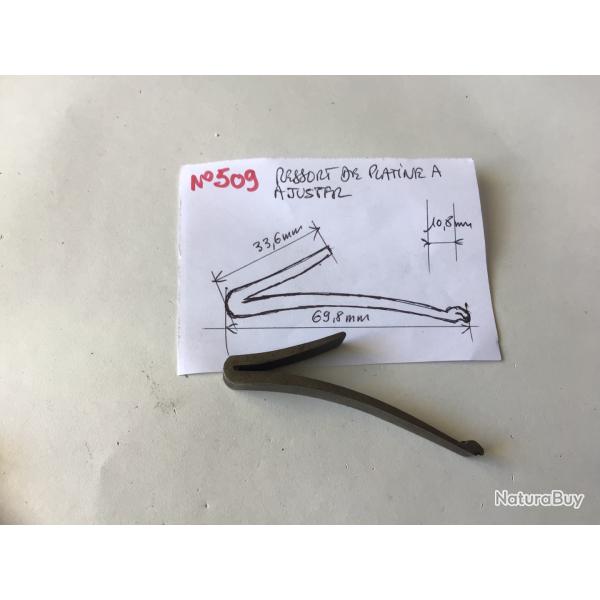 N°509 RESSORT DE PLATINE A
AJUSTER
33,6mm
10,8mm
69,8mm
NaturaBuy